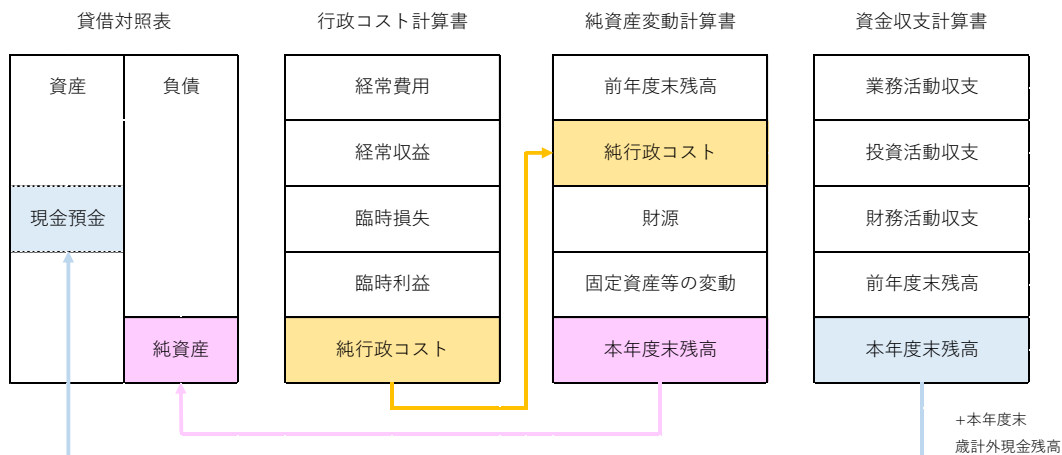 貸借対照表
資産
負債
現金預金
純資産
行政コスト計算書
経常費用
経常収益
臨時損失
臨時利益
純行政コスト
純資産変動計算書
前年度末残高
純行政コスト
財源
固定資産等の変動
本年度末残高
資金収支計算書
業務活動収支
投資活動収支
財務活動収支
前年度末残高
本年度末残高
+本年度末
歳計外現金残高